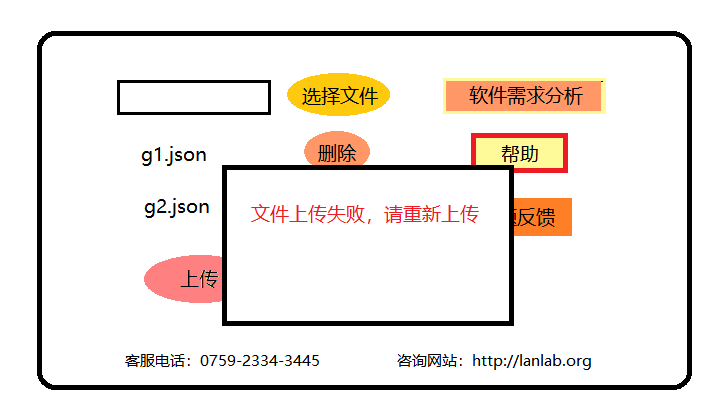 选择文件
软件需求分析
g1.json
删除
帮助
g2.json
文件上传失败，请重新上传
反馈
上传
客服电话：0759-2334-3445
咨询网站：http://lanlab.org